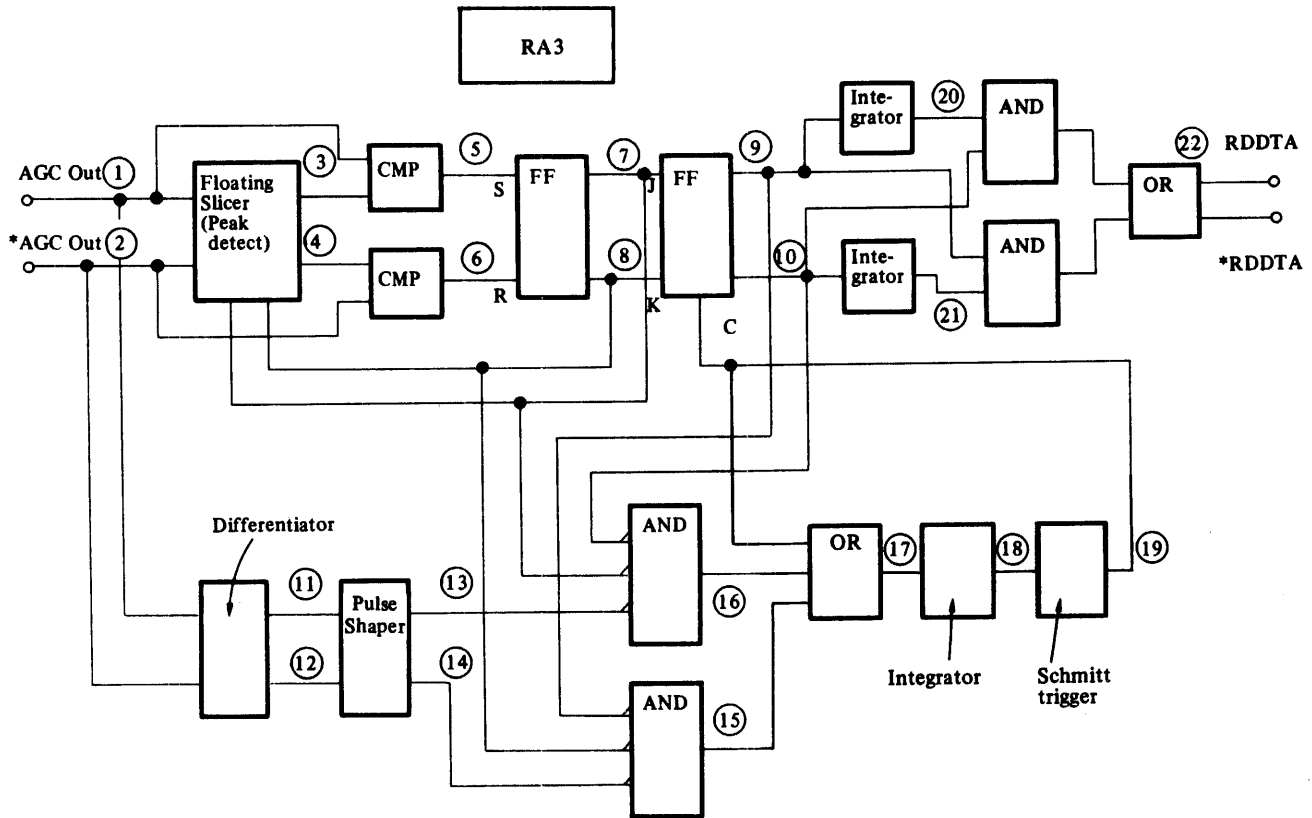 RA3
AGC Out 1
*AGC Out 2
Floating
Slicer
(Peak
detect)
3
4
CMP
CMP
5
6
S
R
FF
7
8
J
K
FF
C
9
10
Inte-
grator
Inte-
grator
20
21
AND
AND
OR
22 RDDTA
*RDDTA
Differentiator
11
12
Pulse
Shaper
13
14
AND
16
AND
15
OR
17
18
19
Integrator
Schmitt
trigger